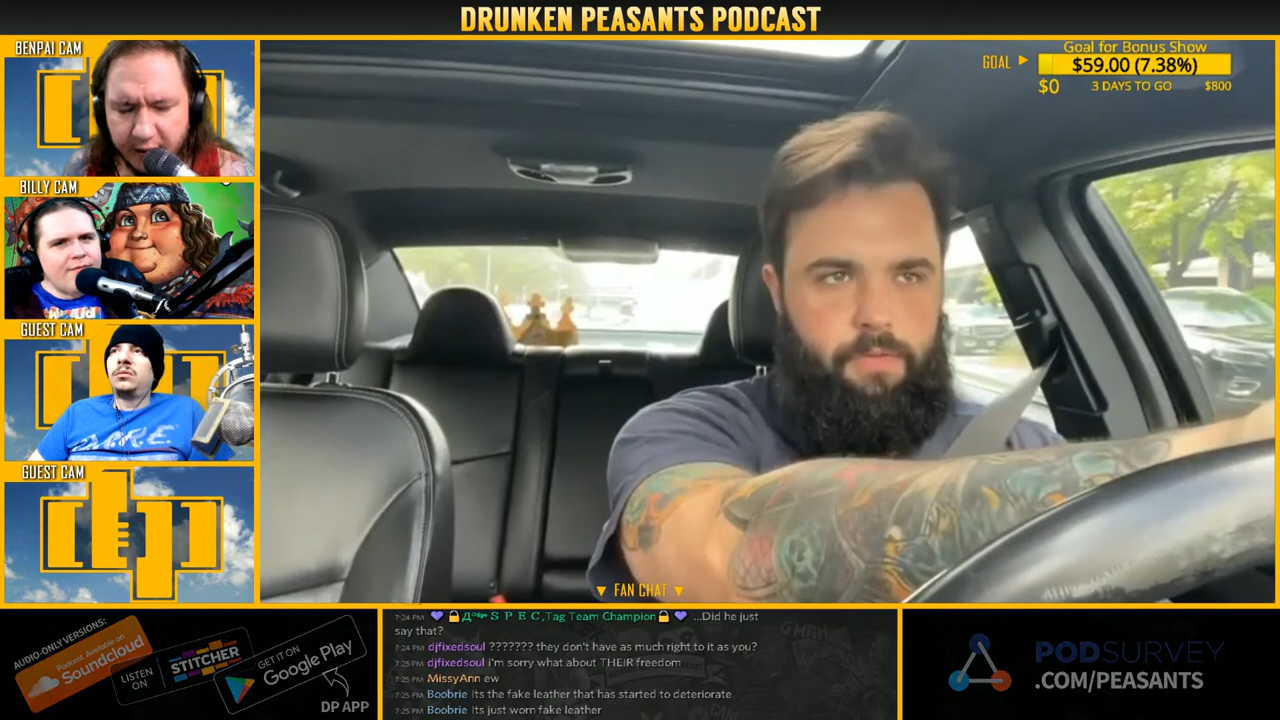 DRUNKEN PEASANTS PODCAST
BENPAI CAM
BILLY CAM
GUEST CAM
D.A.R.E.
GUEST CAM
Goal for Bonus Show
GOAL
$59.00 (7.38%)
$0
3 DAYS TO GO
$800
FAN CHAT
AUDIO-ONLY VERSIONS:
Podcast Available on
Soundcloud
LISTEN
ON
STITCHER
GET IT ON
Google Play
DP APP
7:24 PM S P E C,Tag Team Champion ...Did he just
say that?
7:24 PM djfixedsoul ??????? they don't have as much right to it as you?
7:25 PM djfixedsoul i'm sorry what about THEIR freedom
7:25 PM MissyAnn ew
7:25 PM Boobrie Its the fake leather that has started to deteriorate
7:25 PM Boobrie Its just worn fake leather
PODSURVEY
.COM/PEASANTS